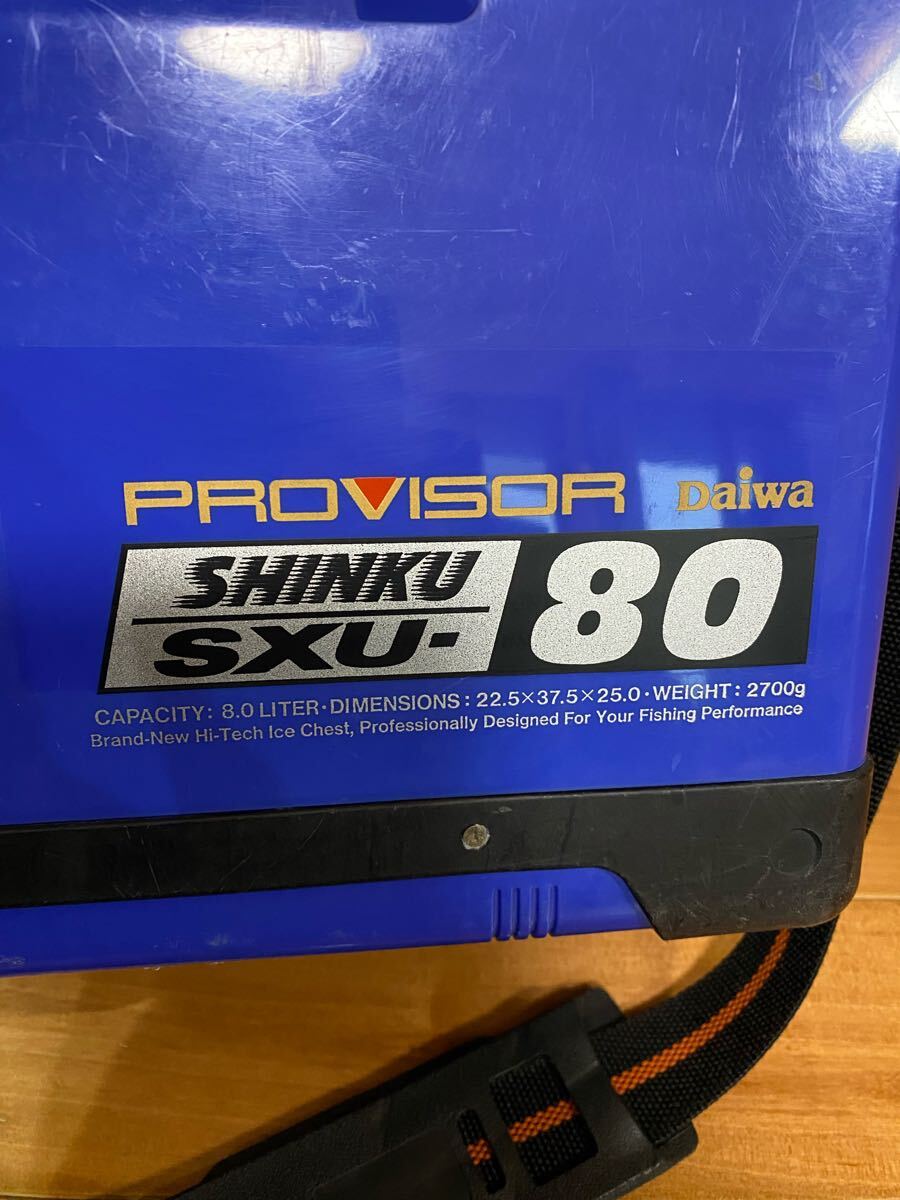 PROVISOR Daiwa
SHINKU
SXU-80
CAPACITY: 8.0 LITER・DIMENSIONS : 22.5×37.5×25.0・WEIGHT : 2700g
Brand-New Hi-Tech Ice Chest, Professionally Designed For Your Fishing Performance